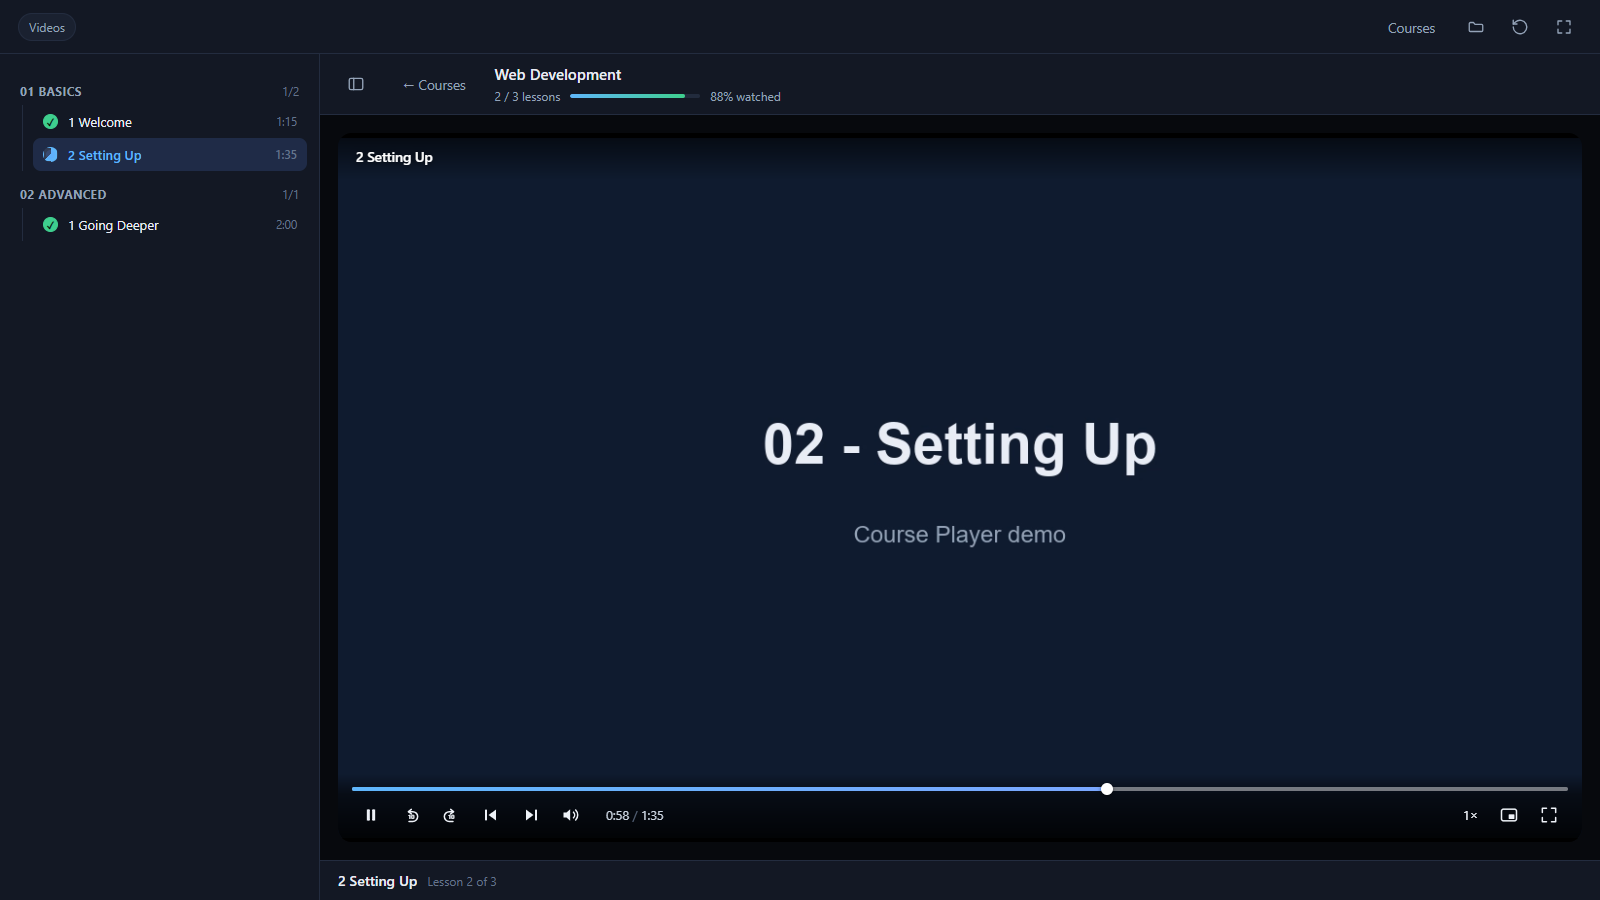 Videos
Courses
01 BASICS 1/2
1 Welcome 1:15
2 Setting Up 1:35
02 ADVANCED 1/1
1 Going Deeper 2:00
← Courses
Web Development
2 / 3 lessons 88% watched
2 Setting Up
02 - Setting Up
Course Player demo
10 10 0:58 / 1:35 1×
2 Setting Up Lesson 2 of 3